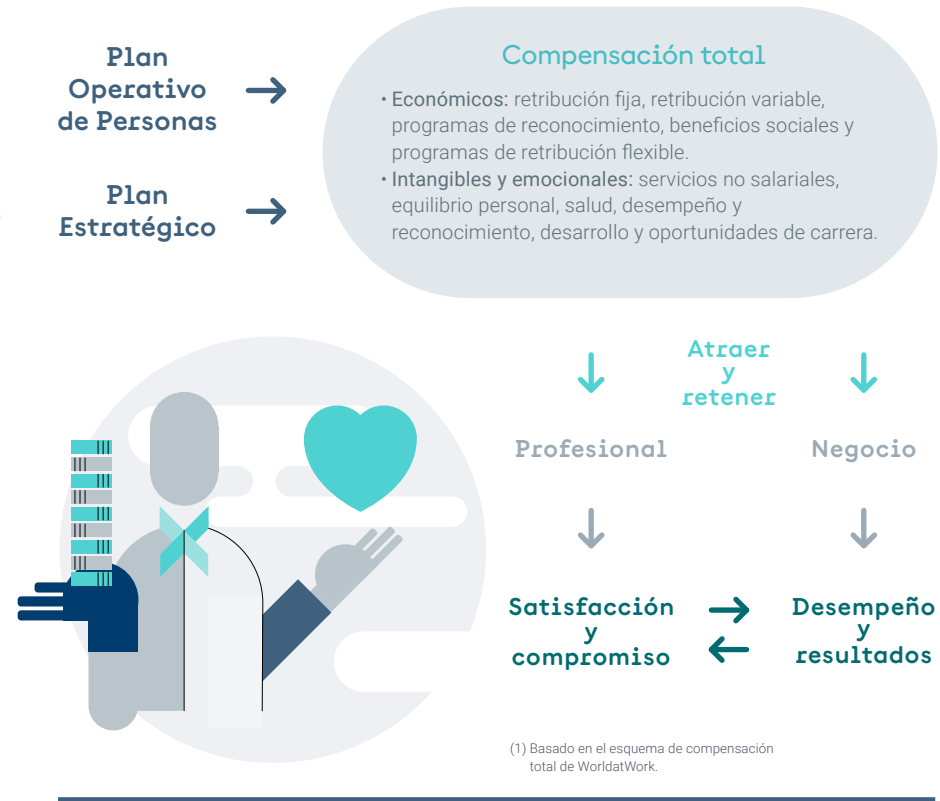 Plan
Operativo
de Personas
Plan
Estratégico
Compensación total
• Económicos: retribución fija, retribución variable,
programas de reconocimiento, beneficios sociales y
programas de retribución flexible.
• Intangibles y emocionales: servicios no salariales,
equilibrio personal, salud, desempeño y
reconocimiento, desarrollo y oportunidades de carrera.
Atraer
y
retener
Profesional
Negocio
Satisfacción
y
compromiso
Desempeño
y
resultados
(1) Basado en el esquema de compensación
total de WorldatWork.